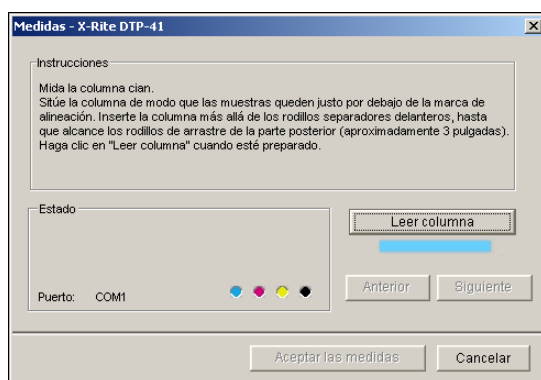 Medidas - X-Rite DTP-41
Instrucciones
Mida la columna cian.
Sitúe la columna de modo que las muestras queden justo por debajo de la marca de
alineación. Inserte la columna más allá de los rodillos separadores delanteros, hasta
que alcance los rodillos de arrastre de la parte posterior (aproximadamente 3 pulgadas).
Haga clic en "Leer columna" cuando esté preparado.
Estado
Leer columna
Puerto: COM1
Anterior
Siguiente
Aceptar las medidas
Cancelar